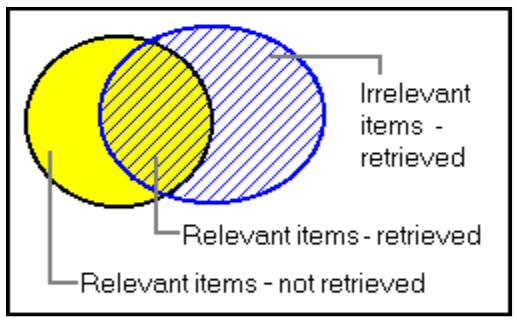 Irrelevant
items -
retrieved
Relevant items - retrieved
Relevant items - not retrieved